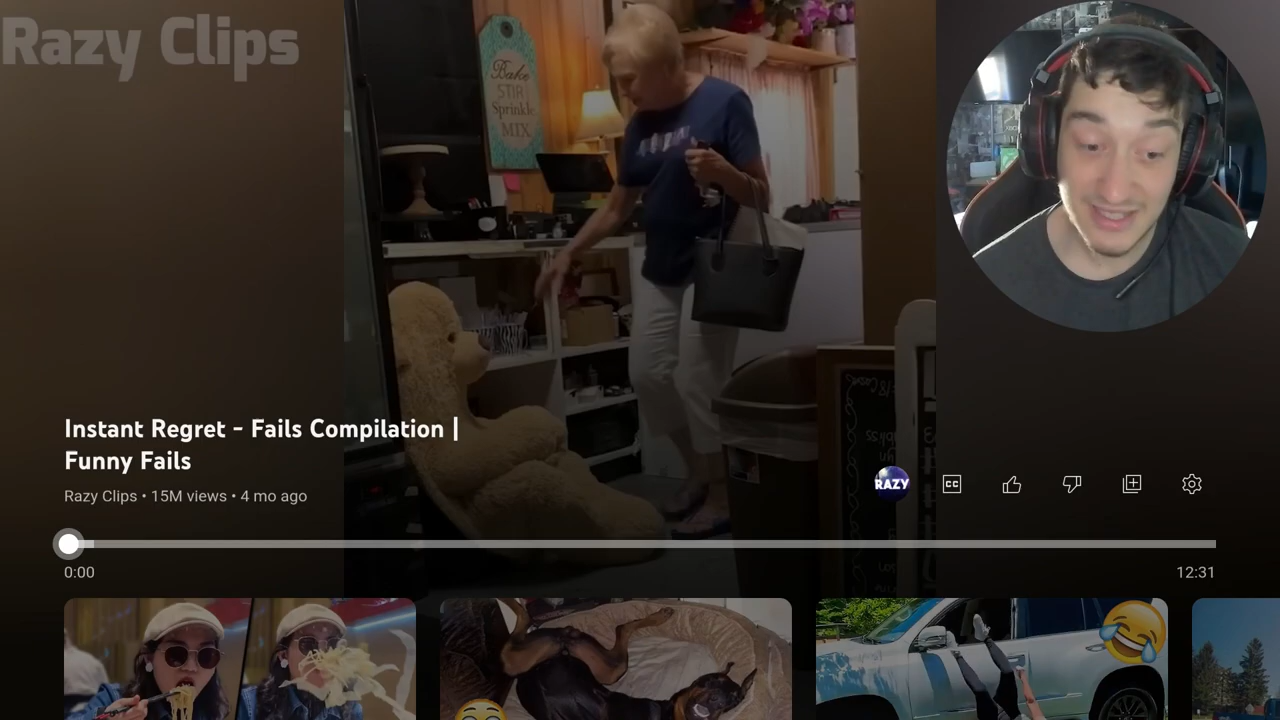 Razy Clips
Bake
STIR
Sprinkle
MIX
Instant Regret - Fails Compilation |
Funny Fails
Razy Clips • 15M views • 4 mo ago
RAZY
CC
0:00
12:31